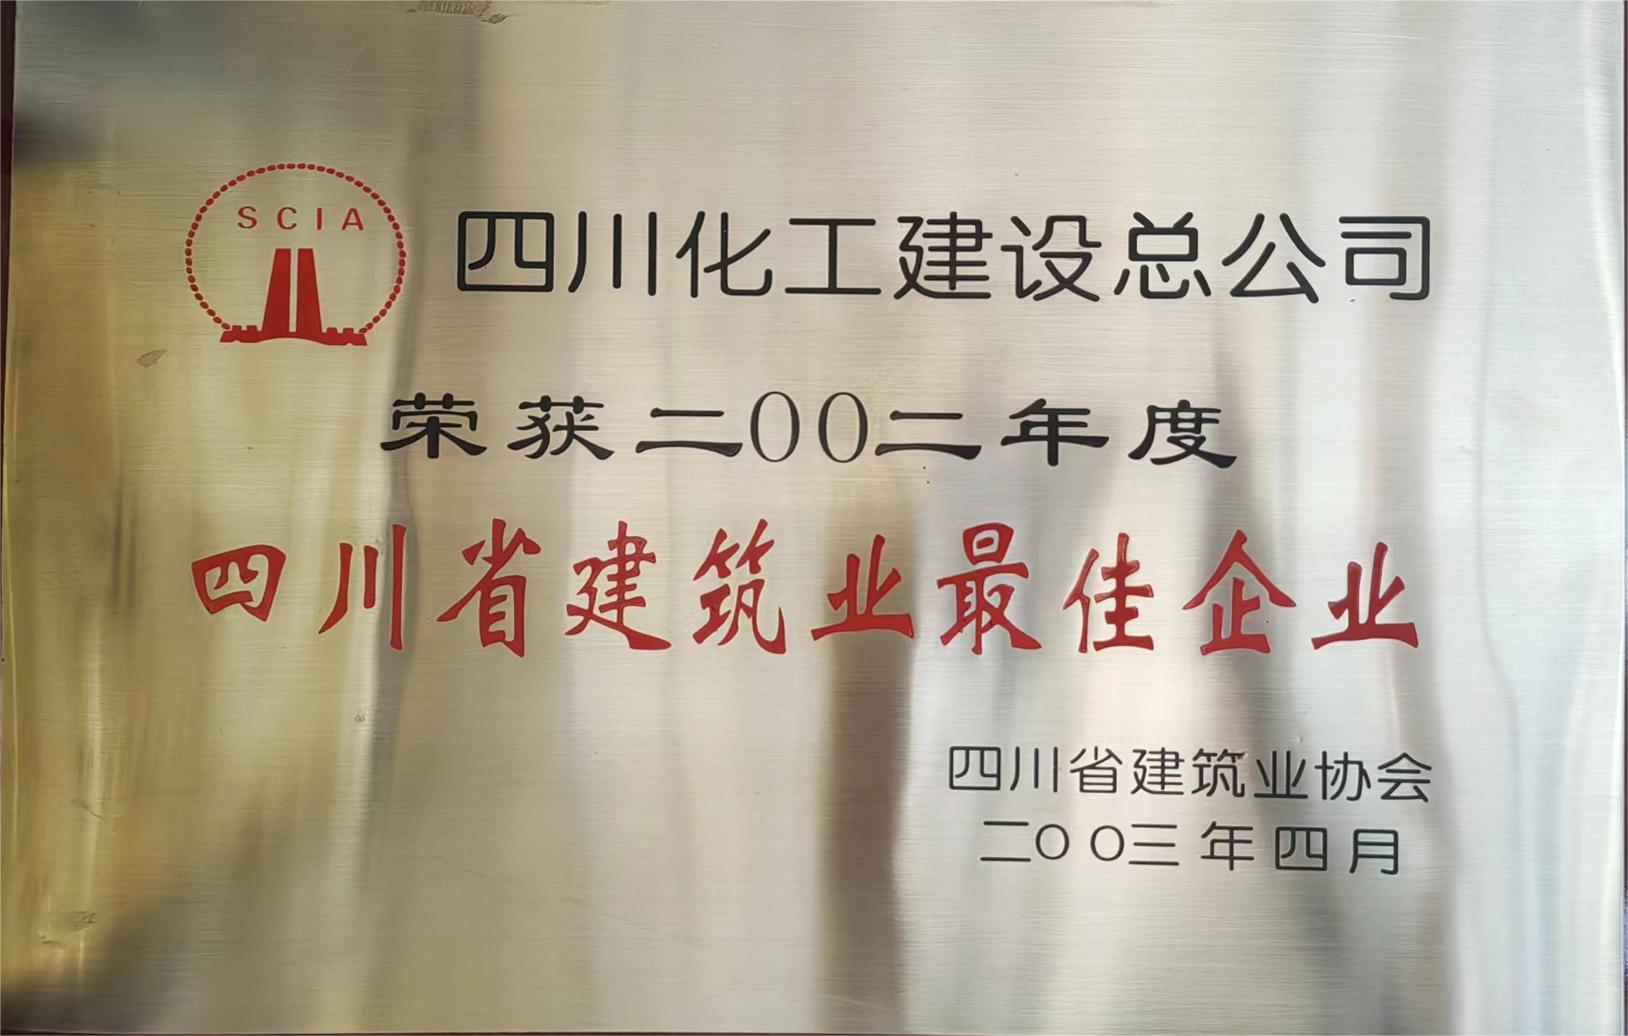 SCIA
四川化工建设总公司
荣获二00二年度
四川省建筑业最佳企业
四川省建筑业协会
二〇〇三年四月